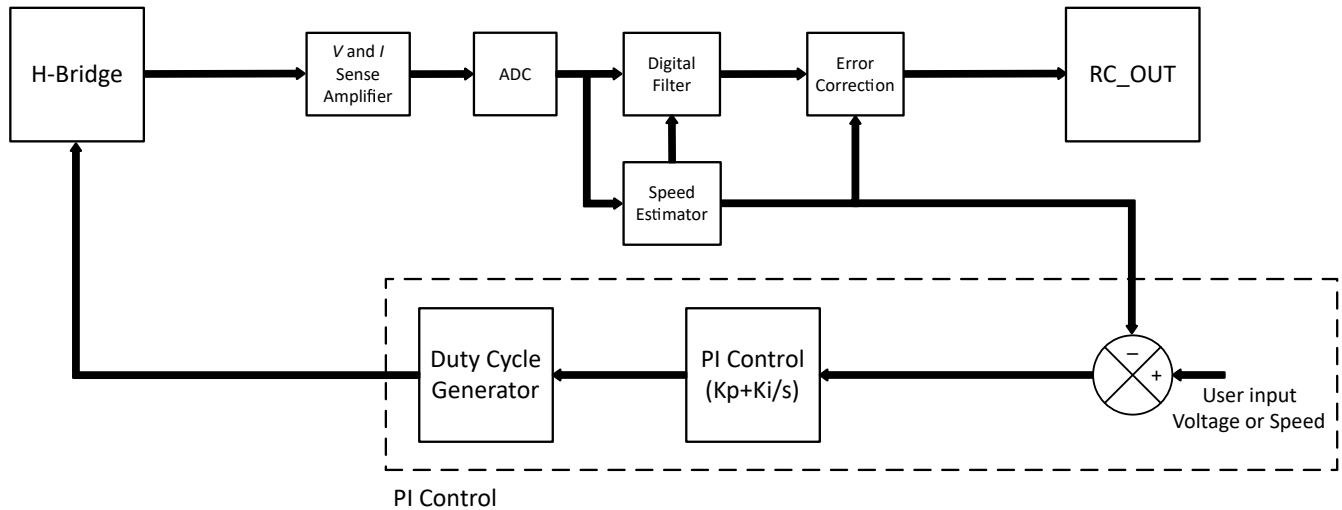 H-Bridge
V and I
Sense
Amplifier
ADC
Digital
Filter
Error
Correction
RC_OUT
Speed
Estimator
Duty Cycle
Generator
PI Control
(Kp+Ki/s)
−
+
User input
Voltage or Speed
PI Control